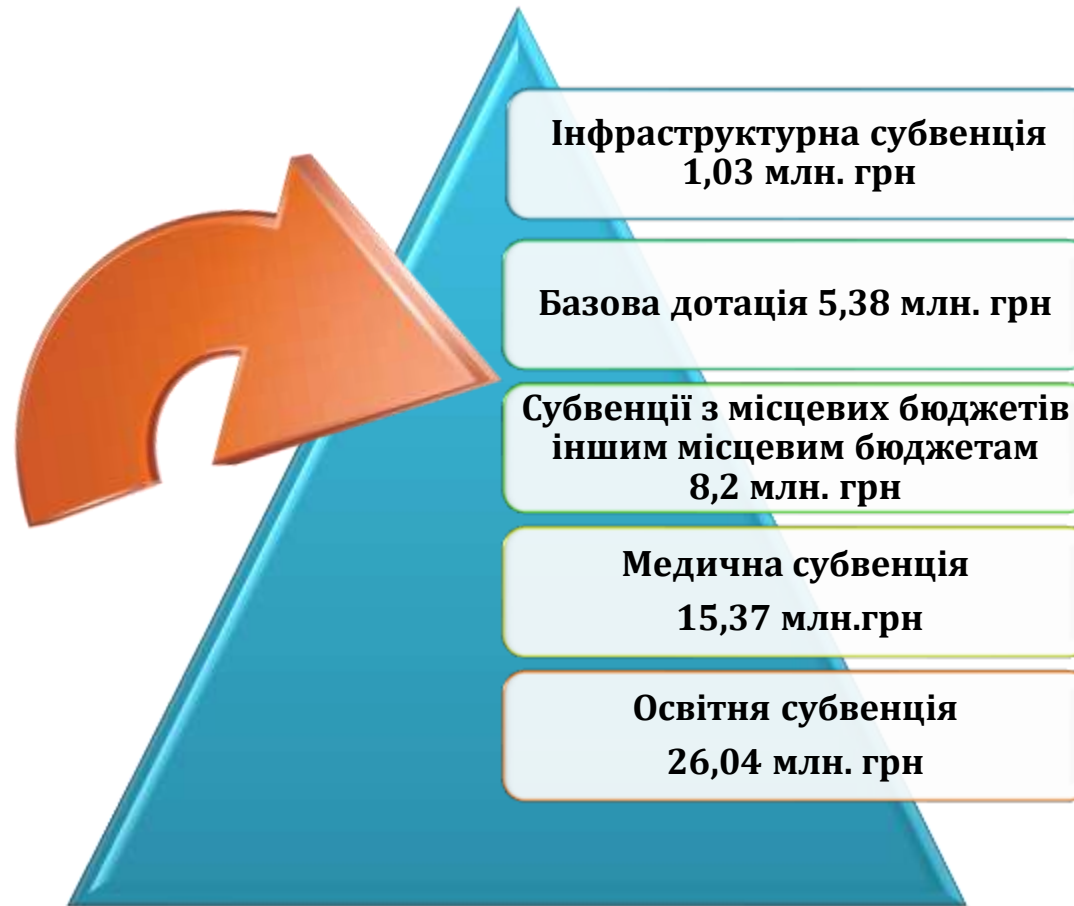 Інфраструктурна субвенція
1,03 млн. грн
Базова дотація 5,38 млн. грн
Субвенції з місцевих бюджетів
іншим місцевим бюджетам
8,2 млн. грн
Медична субвенція
15,37 млн.грн
Освітня субвенція
26,04 млн. грн